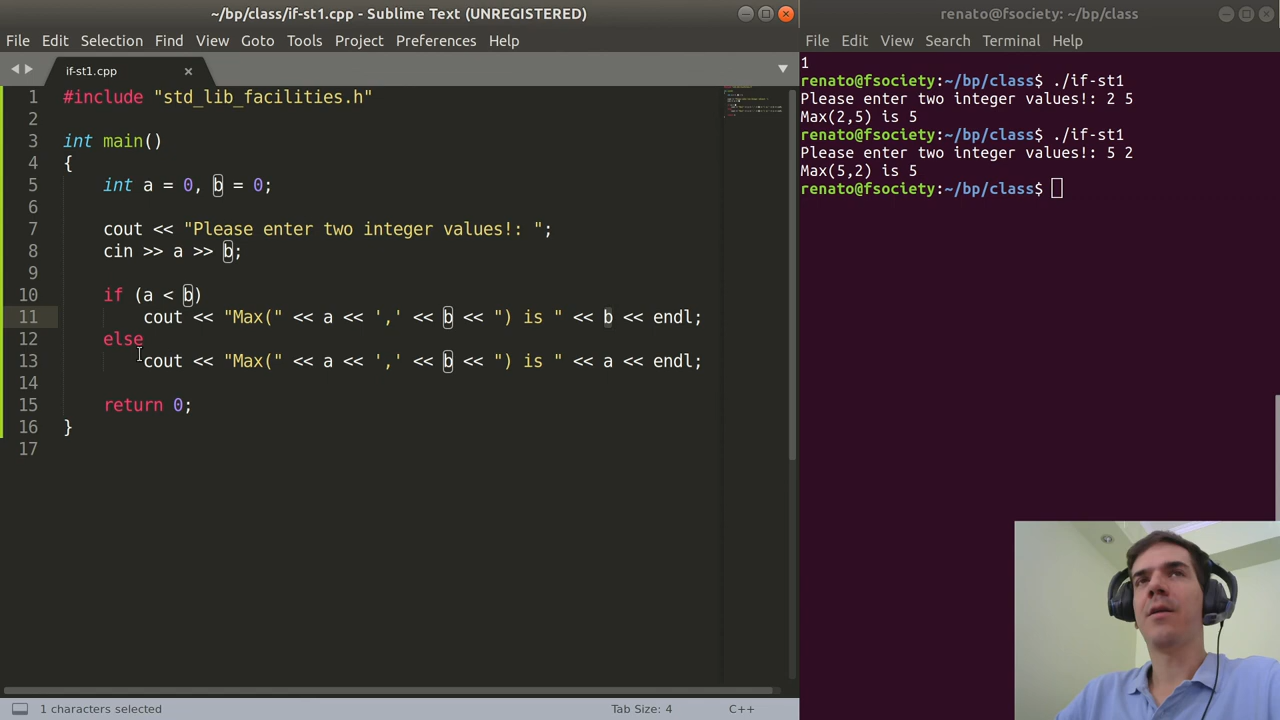 ~/bp/class/if-st1.cpp - Sublime Text (UNREGISTERED)
File Edit Selection Find View Goto Tools Project Preferences Help
if-st1.cpp
1 #include "std_lib_facilities.h"
2
3 int main()
4 {
5 int a = 0, b = 0;
6
7 cout << "Please enter two integer values!: ";
8 cin >> a >> b;
9
10 if (a < b)
11 cout << "Max(" << a << ',' << b << ") is " << b << endl;
12 else
13 cout << "Max(" << a << ',' << b << ") is " << a << endl;
14
15 return 0;
16 }
17
1 characters selected Tab Size: 4 C++
renato@fsociety: ~/bp/class
File Edit View Search Terminal Help
1
renato@fsociety:~/bp/class$ ./if-st1
Please enter two integer values!: 2 5
Max(2,5) is 5
renato@fsociety:~/bp/class$ ./if-st1
Please enter two integer values!: 5 2
Max(5,2) is 5
renato@fsociety:~/bp/class$